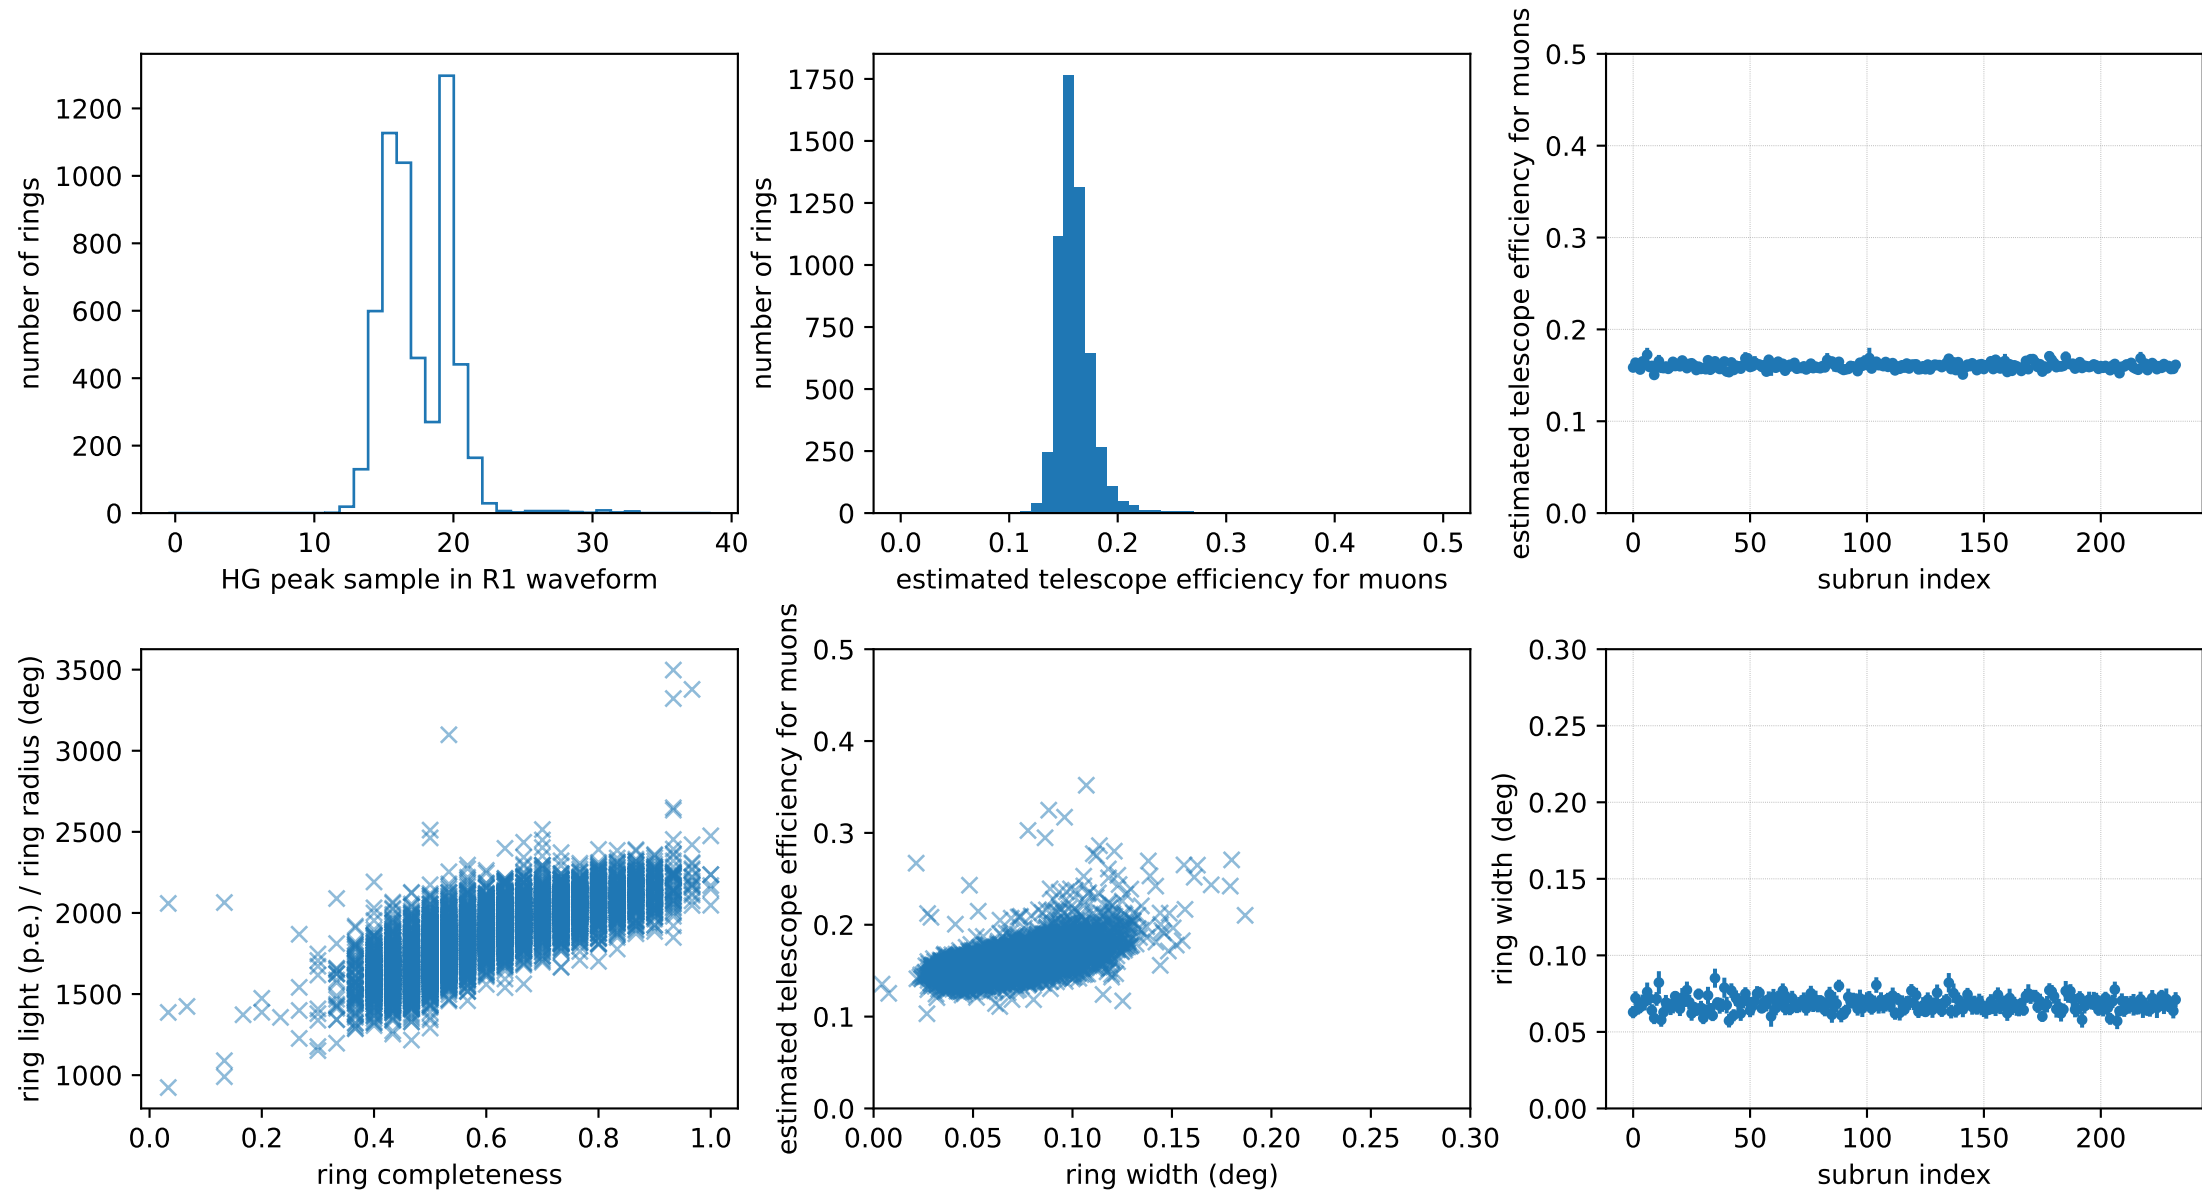 number of rings
1200
1000
800
600
400
200
0
0 10 20 30 40
HG peak sample in R1 waveform
number of rings
1750
1500
1250
1000
750
500
250
0
0.0 0.1 0.2 0.3 0.4 0.5
estimated telescope efficiency for muons
estimated telescope efficiency for muons
0.5
0.4
0.3
0.2
0.1
0.0
0 50 100 150 200
subrun index
ring light (p.e.) / ring radius (deg)
3500
3000
2500
2000
1500
1000
0.0 0.2 0.4 0.6 0.8 1.0
ring completeness
estimated telescope efficiency for muons
0.5
0.4
0.3
0.2
0.1
0.0
0.00 0.05 0.10 0.15 0.20 0.25 0.30
ring width (deg)
ring width (deg)
0.30
0.25
0.20
0.15
0.10
0.05
0.00
0 50 100 150 200
subrun index